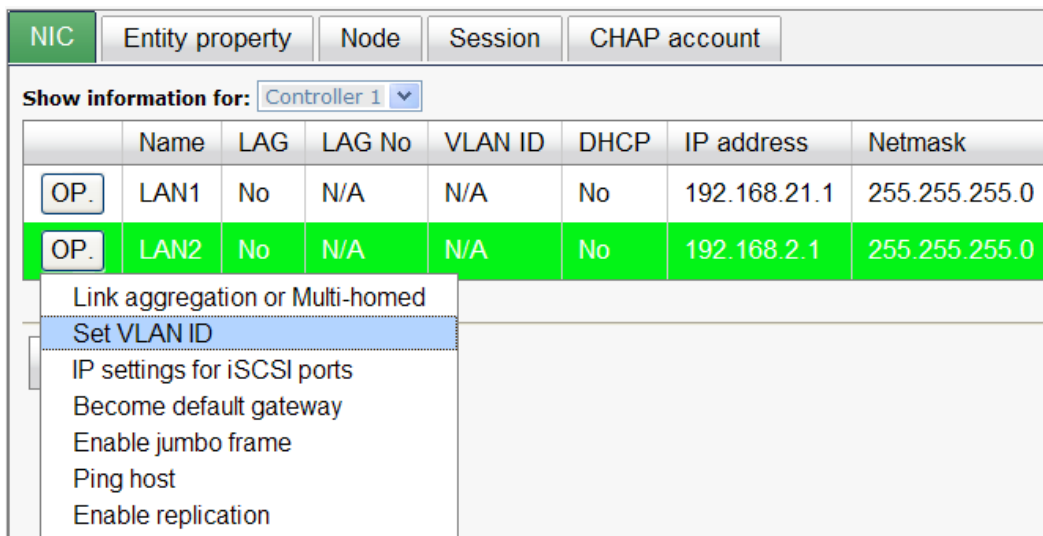 NIC Entity property Node Session CHAP account
Show information for: Controller 1
Name LAG LAG No VLAN ID DHCP IP address Netmask
OP. LAN1 No N/A N/A No 192.168.21.1 255.255.255.0
OP. LAN2 No N/A N/A No 192.168.2.1 255.255.255.0
Link aggregation or Multi-homed
Set VLAN ID
IP settings for iSCSI ports
Become default gateway
Enable jumbo frame
Ping host
Enable replication